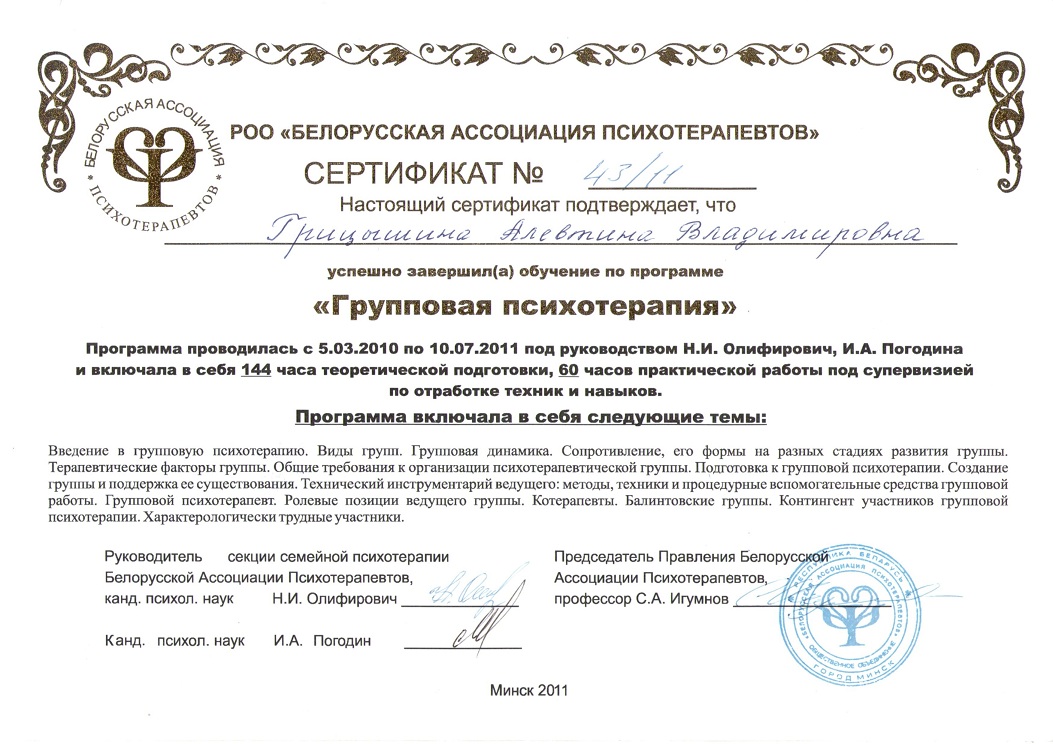 БЕЛОРУССКАЯ АССОЦИАЦИЯ
* ПСИХОТЕРАПЕВТОВ *
РОО «БЕЛОРУССКАЯ АССОЦИАЦИЯ ПСИХОТЕРАПЕВТОВ»
СЕРТИФИКАТ № 43/11
Настоящий сертификат подтверждает, что
Грицышина Алевтина Владимировна
успешно завершил(а) обучение по программе
«Групповая психотерапия»
Программа проводилась с 5.03.2010 по 10.07.2011 под руководством Н.И. Олифирович, И.А. Погодина
и включала в себя 144 часа теоретической подготовки, 60 часов практической работы под супервизией
по отработке техник и навыков.
Программа включала в себя следующие темы:
Введение в групповую психотерапию. Виды групп. Групповая динамика. Сопротивление, его формы на разных стадиях развития группы.
Терапевтические факторы группы. Общие требования к организации психотерапевтической группы. Подготовка к групповой психотерапии. Создание
группы и поддержка ее существования. Технический инструментарий ведущего: методы, техники и процедурные вспомогательные средства групповой
работы. Групповой психотерапевт. Ролевые позиции ведущего группы. Котерапевты. Балинтовские группы. Контингент участников групповой
психотерапии. Характерологически трудные участники.
Руководитель секции семейной психотерапии
Белорусской Ассоциации Психотерапевтов,
канд. психол. наук Н.И. Олифирович
Канд. психол. наук И.А. Погодин
Председатель Правления Белорусской
Ассоциации Психотерапевтов,
профессор С.А. Игумнов
РЕСПУБЛИКА БЕЛАРУСЬ
«БЕЛОРУССКАЯ АССОЦИАЦИЯ ПСИХОТЕРАПЕВТОВ»
ОБЩЕСТВЕННОЕ ОБЪЕДИНЕНИЕ
ГОРОД МИНСК
Минск 2011